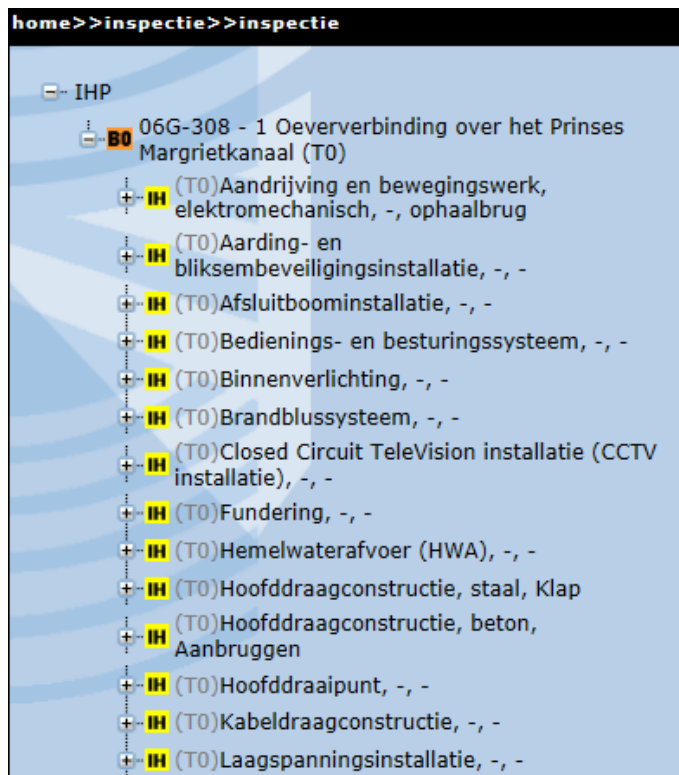 home>>inspectie>>inspectie
IHP
B0 06G-308 - 1 Oeververbinding over het Prinses
Margrietkanaal (T0)
IH (T0)Aandrijving en bewegingswerk,
elektromechanisch, -, ophaalbrug
IH (T0)Aarding- en
bliksembeveiligingsinstallatie, -, -
IH (T0)Afsluitboominstallatie, -, -
IH (T0)Bedienings- en besturingssysteem, -, -
IH (T0)Binnenverlichting, -, -
IH (T0)Brandblussysteem, -, -
IH (T0)Closed Circuit TeleVision installatie (CCTV
installatie), -, -
IH (T0)Fundering, -, -
IH (T0)Hemelwaterafvoer (HWA), -, -
IH (T0)Hoofddraagconstructie, staal, Klap
IH (T0)Hoofddraagconstructie, beton,
Aanbruggen
IH (T0)Hoofddraaipunt, -, -
IH (T0)Kabeldraagconstructie, -, -
IH (T0)Laagspanningsinstallatie, -, -